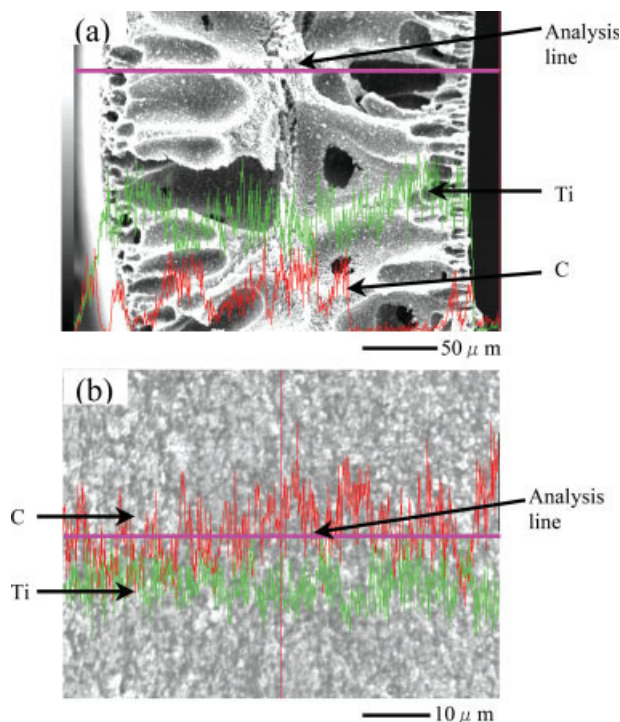 (a)
Analysis
line
Ti
C
50 μ m
(b)
Analysis
line
C
Ti
10 μ m